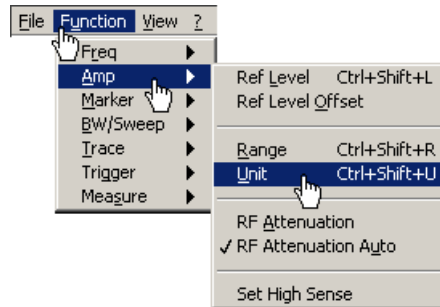 File Function View ?
Freq
Amp
Marker
BW/Sweep
Trace
Trigger
Measure
Ref Level Ctrl+Shift+L
Ref Level Offset
Range Ctrl+Shift+R
Unit Ctrl+Shift+U
RF Attenuation
✓ RF Attenuation Auto
Set High Sense